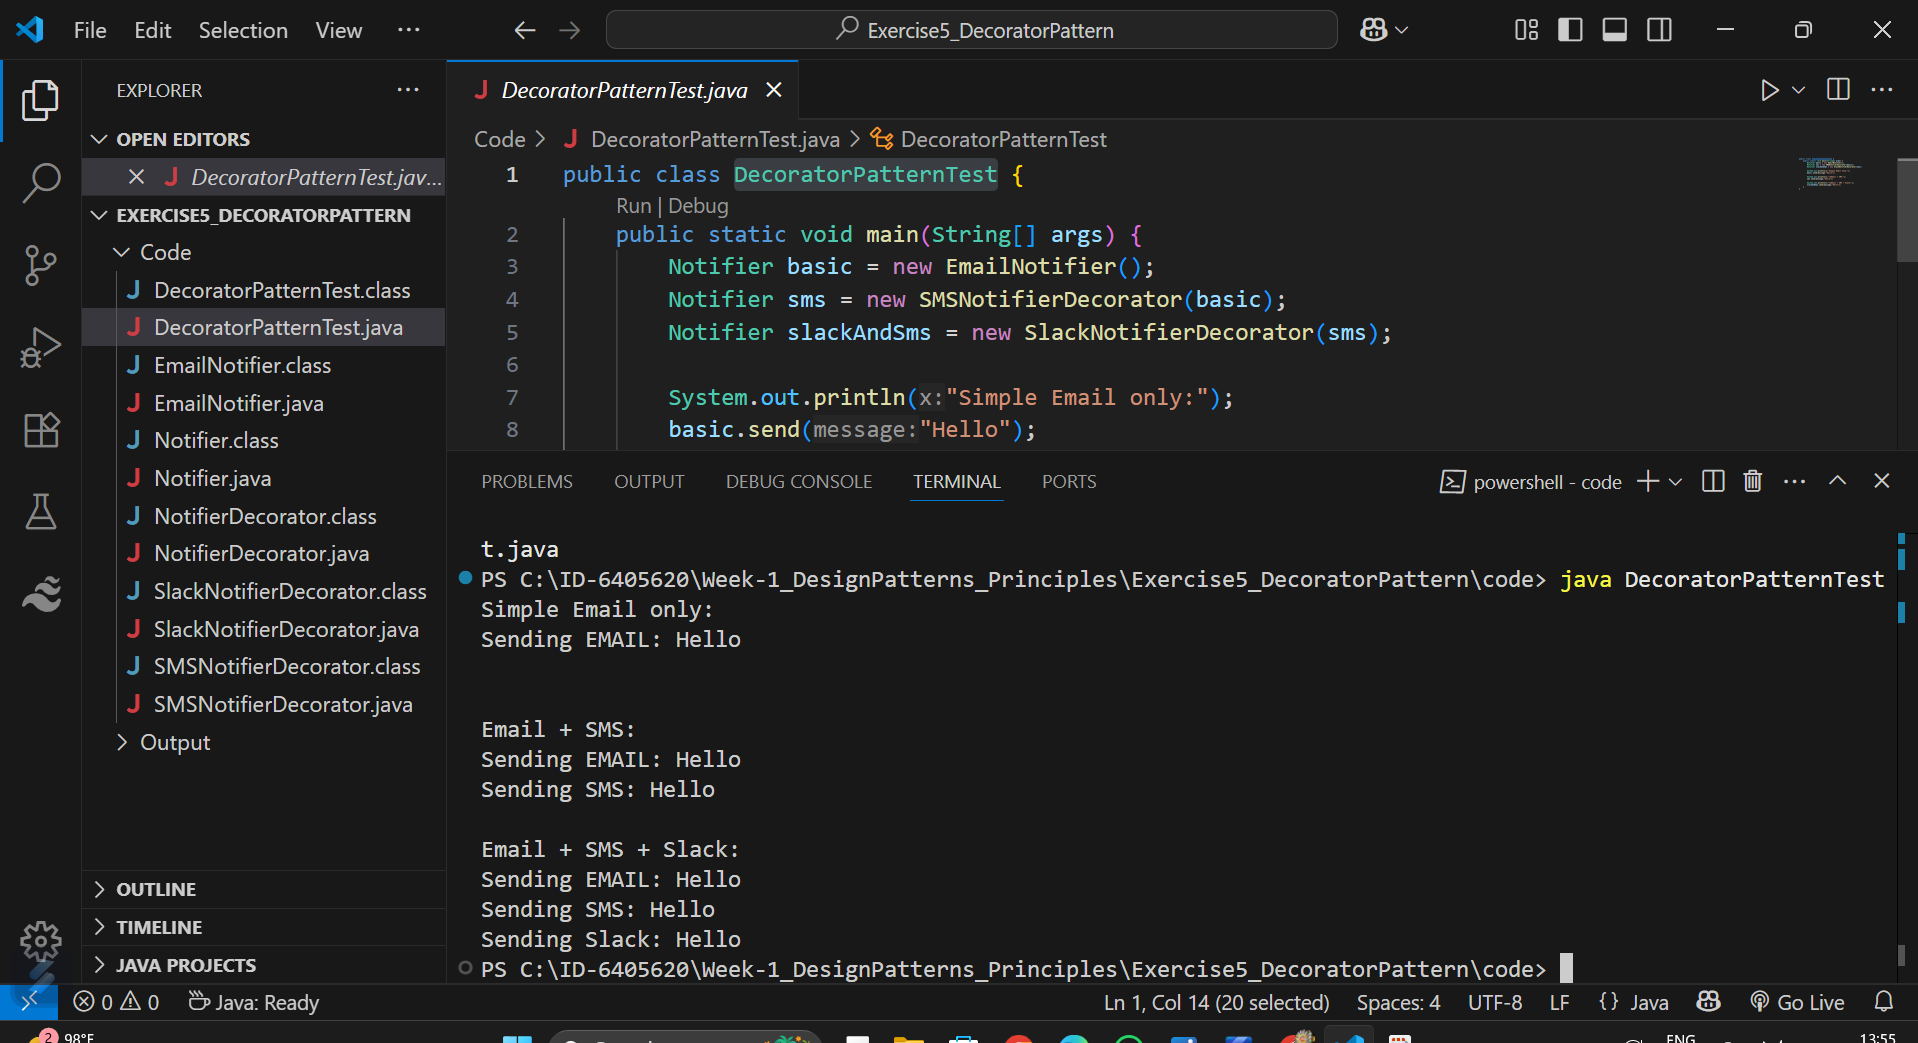 File Edit Selection View ··· Exercise5_DecoratorPattern
EXPLORER ···
OPEN EDITORS
DecoratorPatternTest.jav...
EXERCISE5_DECORATORPATTERN
Code
DecoratorPatternTest.class
DecoratorPatternTest.java
EmailNotifier.class
EmailNotifier.java
Notifier.class
Notifier.java
NotifierDecorator.class
NotifierDecorator.java
SlackNotifierDecorator.class
SlackNotifierDecorator.java
SMSNotifierDecorator.class
SMSNotifierDecorator.java
Output
OUTLINE
TIMELINE
JAVA PROJECTS
DecoratorPatternTest.java
Code > DecoratorPatternTest.java > DecoratorPatternTest
1 public class DecoratorPatternTest {
Run | Debug
2 public static void main(String[] args) {
3 Notifier basic = new EmailNotifier();
4 Notifier sms = new SMSNotifierDecorator(basic);
5 Notifier slackAndSms = new SlackNotifierDecorator(sms);
6
7 System.out.println(x:"Simple Email only:");
8 basic.send(message:"Hello");
PROBLEMS OUTPUT DEBUG CONSOLE TERMINAL PORTS powershell - code
t.java
PS C:\ID-6405620\Week-1_DesignPatterns_Principles\Exercise5_DecoratorPattern\code> java DecoratorPatternTest
Simple Email only:
Sending EMAIL: Hello
Email + SMS:
Sending EMAIL: Hello
Sending SMS: Hello
Email + SMS + Slack:
Sending EMAIL: Hello
Sending SMS: Hello
Sending Slack: Hello
PS C:\ID-6405620\Week-1_DesignPatterns_Principles\Exercise5_DecoratorPattern\code>
0 0 Java: Ready Ln 1, Col 14 (20 selected) Spaces: 4 UTF-8 LF {} Java Go Live
2 98°F ENG 13:55